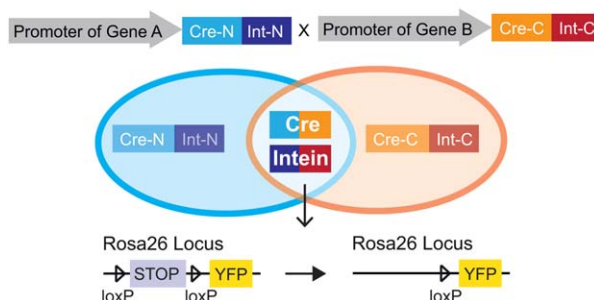 Promoter of Gene A Cre-N Int-N X Promoter of Gene B Cre-C Int-C
Cre-N Int-N Cre Cre-C Int-C
Intein
Rosa26 Locus Rosa26 Locus
STOP YFP YFP
loxP loxP loxP